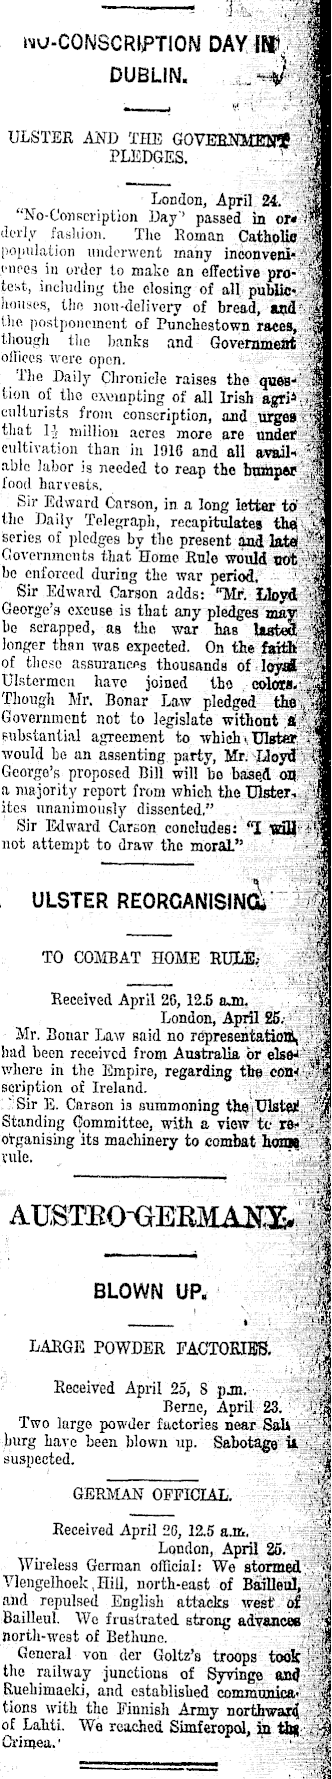 NO-CONSCRIPTION DAY IN
DUBLIN.
ULSTER AND THE GOVERNMENT
PLEDGES.
London, April 24.
"No-Conscription Day" passed in or-
derly fashion. The Roman Catholic
population underwent many inconveni-
ences in order to make an effective pro-
test, including the closing of all public-
houses, the non-delivery of bread, and
the postponement of Punchestown races,
though the banks and Government
offices were open.
The Daily Chronicle raises the ques-
tion of the exempting of all Irish agri-
culturists from conscription, and urges
that 1½ million acres more are under
cultivation than in 1916 and all avail-
able labor is needed to reap the bumper
food harvests.
Sir Edward Carson, in a long letter to
the Daily Telegraph, recapitulates the
series of pledges by the present and late
Governments that Home Rule would not
be enforced during the war period.
Sir Edward Carson adds: "Mr. Lloyd
George's excuse is that any pledges may
be scrapped, as the war has lasted
longer than was expected. On the faith
of these assurances thousands of loyal
Ulstermen have joined the colors.
Though Mr. Bonar Law pledged the
Government not to legislate without a
substantial agreement to which Ulster
would be an assenting party, Mr. Lloyd
George's proposed Bill will be based on
a majority report from which the Ulster-
ites unanimously dissented."
Sir Edward Carson concludes: "I will
not attempt to draw the moral."
ULSTER REORGANISING.
TO COMBAT HOME RULE.
Received April 26, 12.5 a.m.
London, April 25.
Mr. Bonar Law said no representation
had been received from Australia or else-
where in the Empire, regarding the con-
scription of Ireland.
Sir E. Carson is summoning the Ulster
Standing Committee, with a view to re-
organising its machinery to combat home
rule.
AUSTRO-GERMANY.
BLOWN UP.
LARGE POWDER FACTORIES.
Received April 25, 8 p.m.
Berne, April 23.
Two large powder factories near Salz
burg have been blown up. Sabotage is
suspected.
GERMAN OFFICIAL.
Received April 26, 12.5 a.m.
London, April 25.
Wireless German official: We stormed
Vlengelhoek Hill, north-east of Bailleul,
and repulsed English attacks west of
Bailleul. We frustrated strong advances
north-west of Bethune.
General von der Goltz's troops took
the railway junctions of Syvinge and
Ruehimacki, and established communica-
tions with the Finnish Army northward
of Lahti. We reached Simferopol, in the
Crimea.